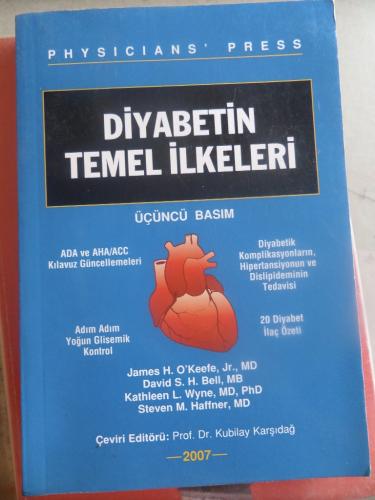 PHYSICIANS' PRESS
DİYABETİN
TEMEL İLKELERİ
ÜÇÜNCÜ BASIM
ADA ve AHA/ACC
Kılavuz Güncellemeleri
Diyabetik
Komplikasyonların,
Hipertansiyonun ve
Dislipideminin
Tedavisi
Adım Adım
Yoğun Glisemik
Kontrol
20 Diyabet
İlaç Özeti
James H. O'Keefe, Jr., MD
David S. H. Bell, MB
Kathleen L. Wyne, MD, PhD
Steven M. Haffner, MD
Çeviri Editörü: Prof. Dr. Kubilay Karşıdağ
2007